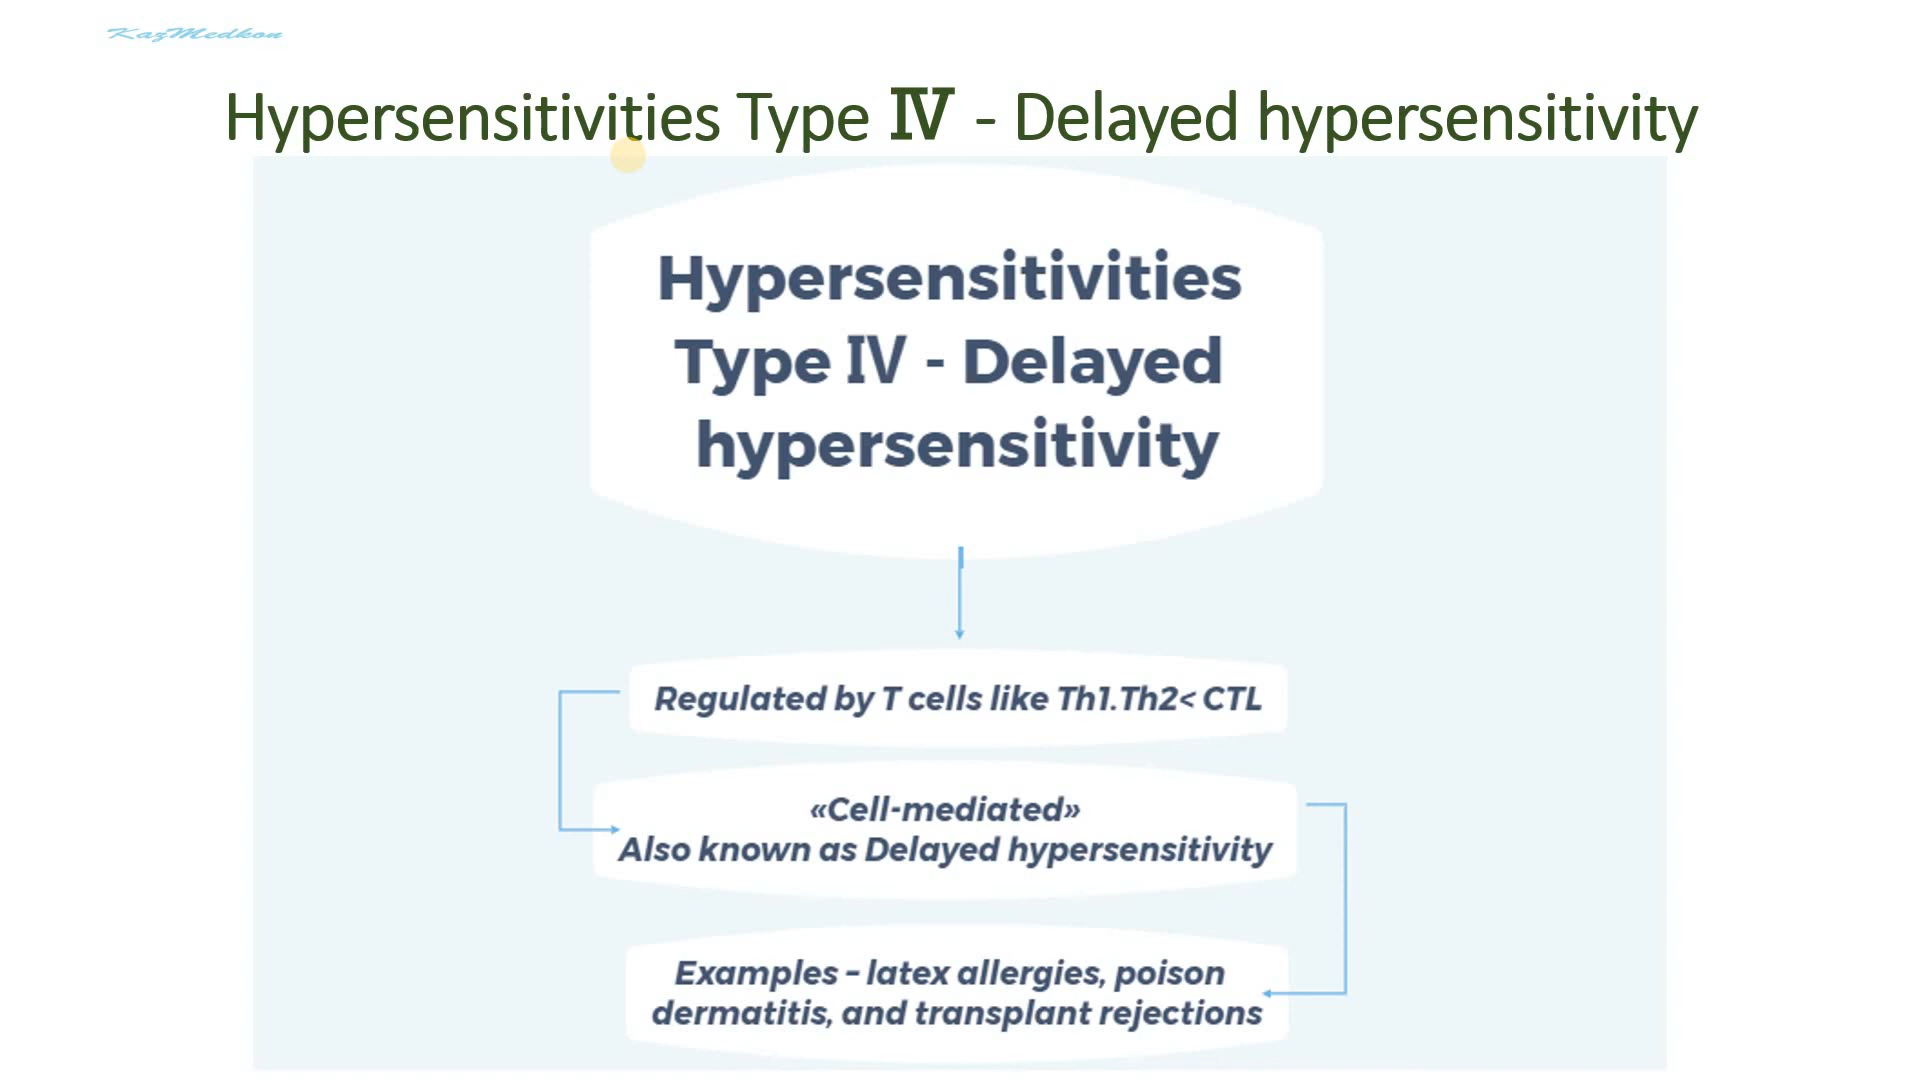 KazMedkon
Hypersensitivities Type Ⅳ - Delayed hypersensitivity
Hypersensitivities
Type Ⅳ - Delayed
hypersensitivity
Regulated by T cells like Th1.Th2< CTL
«Cell-mediated»
Also known as Delayed hypersensitivity
Examples – latex allergies, poison
dermatitis, and transplant rejections